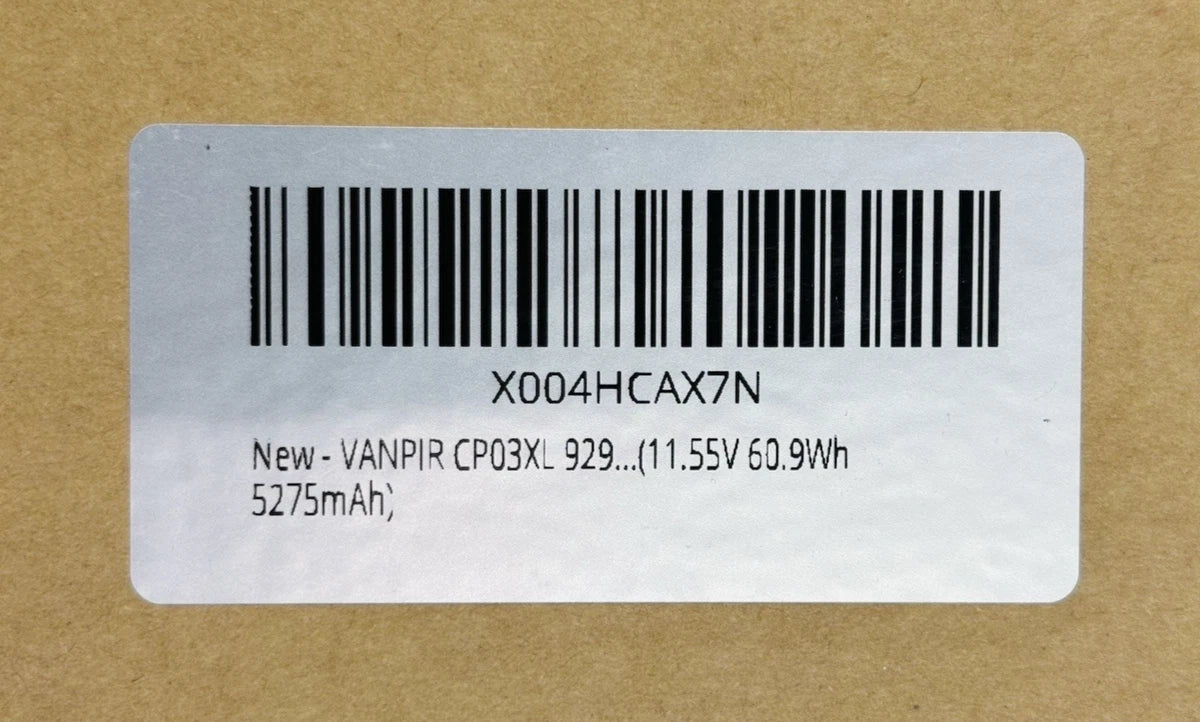 X004HCAX7N
New - VANPIR CP03XL 929...(11.55V 60.9Wh
5275mAh)